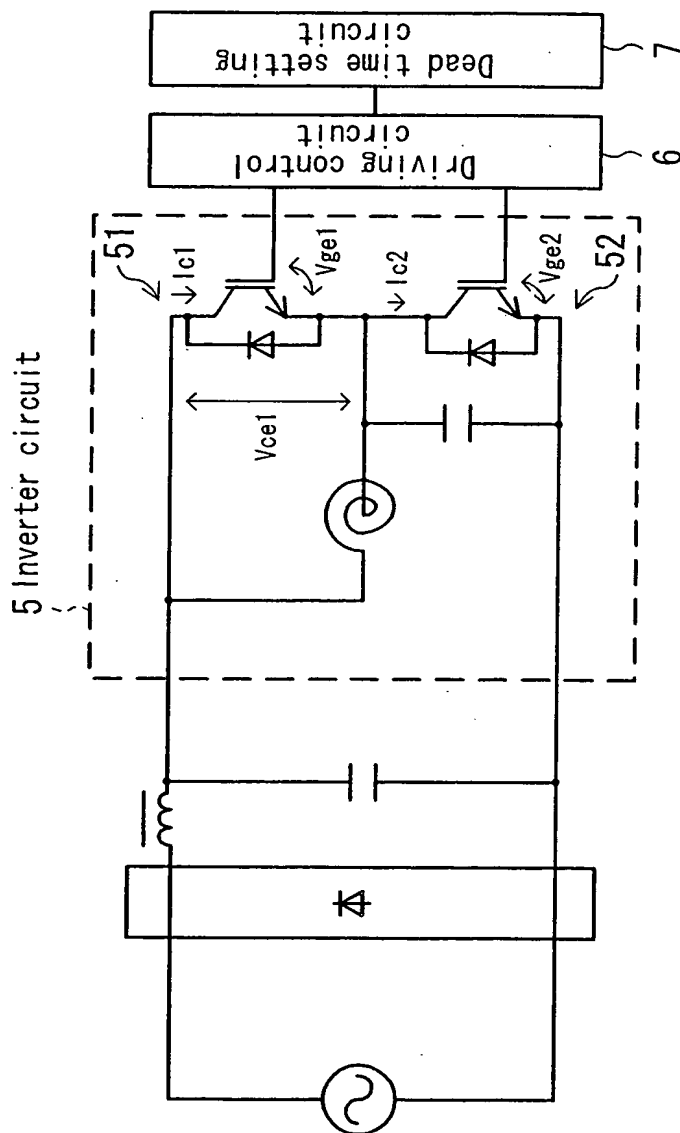 5 Inverter circuit
51
Ic1
Vge1
Vce1
Ic2
Vge2
52
Driving control
circuit
6
Dead time setting
circuit
7